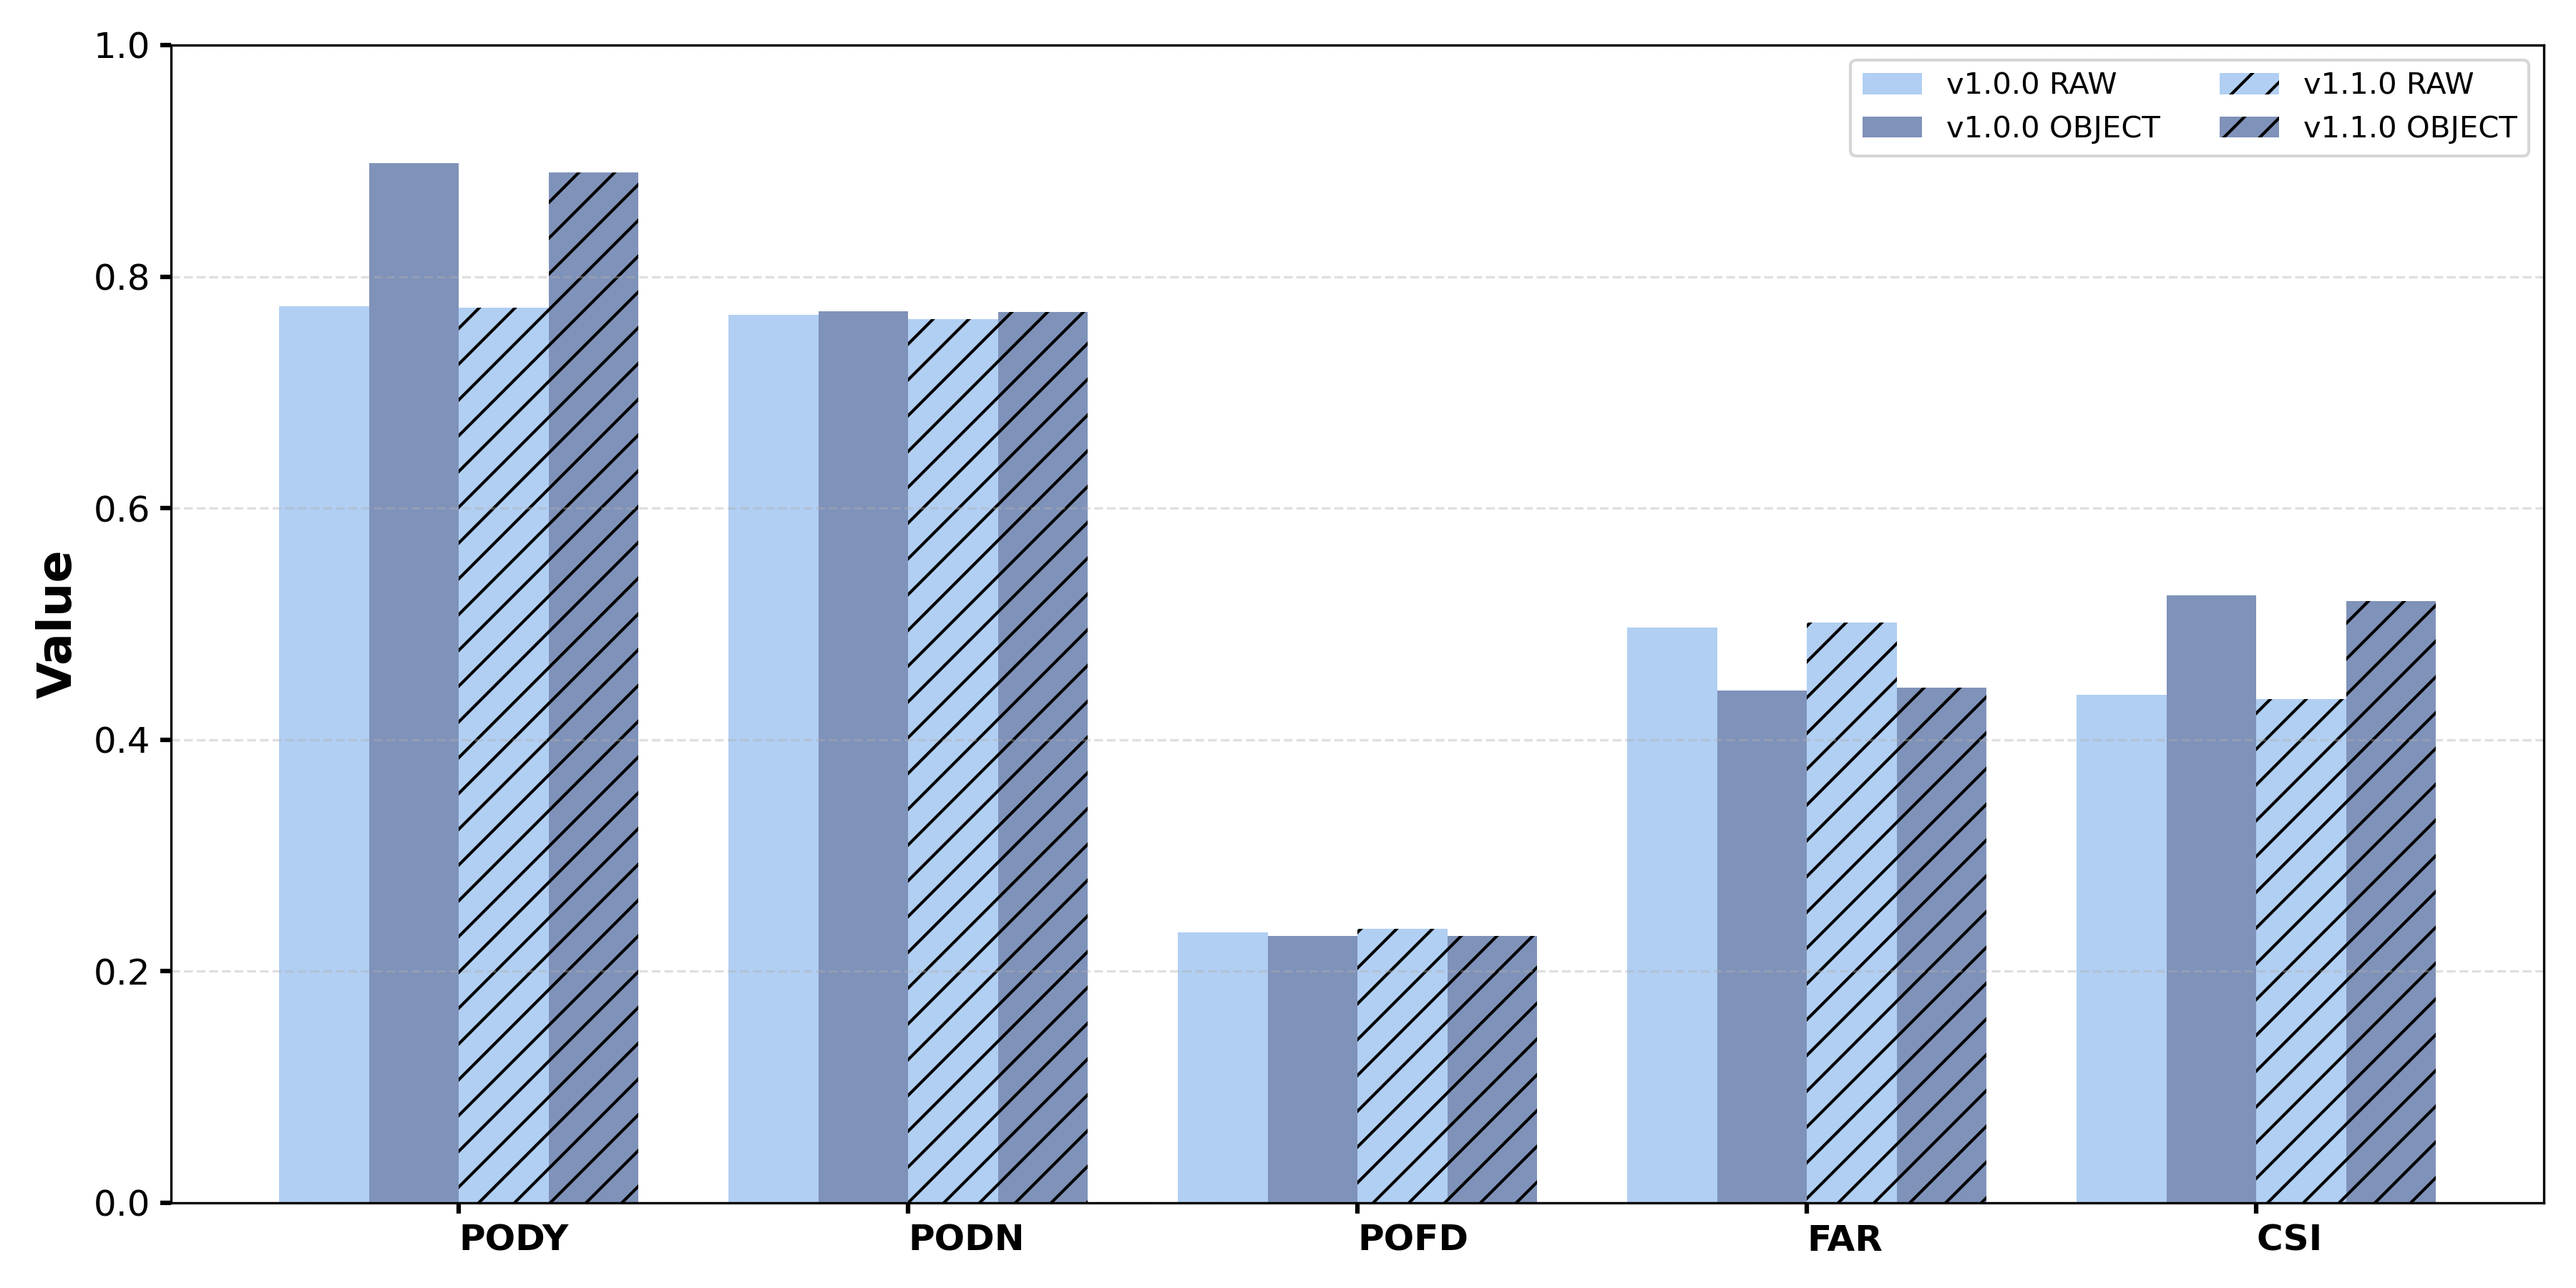 1.0
0.8
0.6
0.4
0.2
0.0
Value
v1.0.0 RAW
v1.0.0 OBJECT
v1.1.0 RAW
v1.1.0 OBJECT
PODY PODN POFD FAR CSI